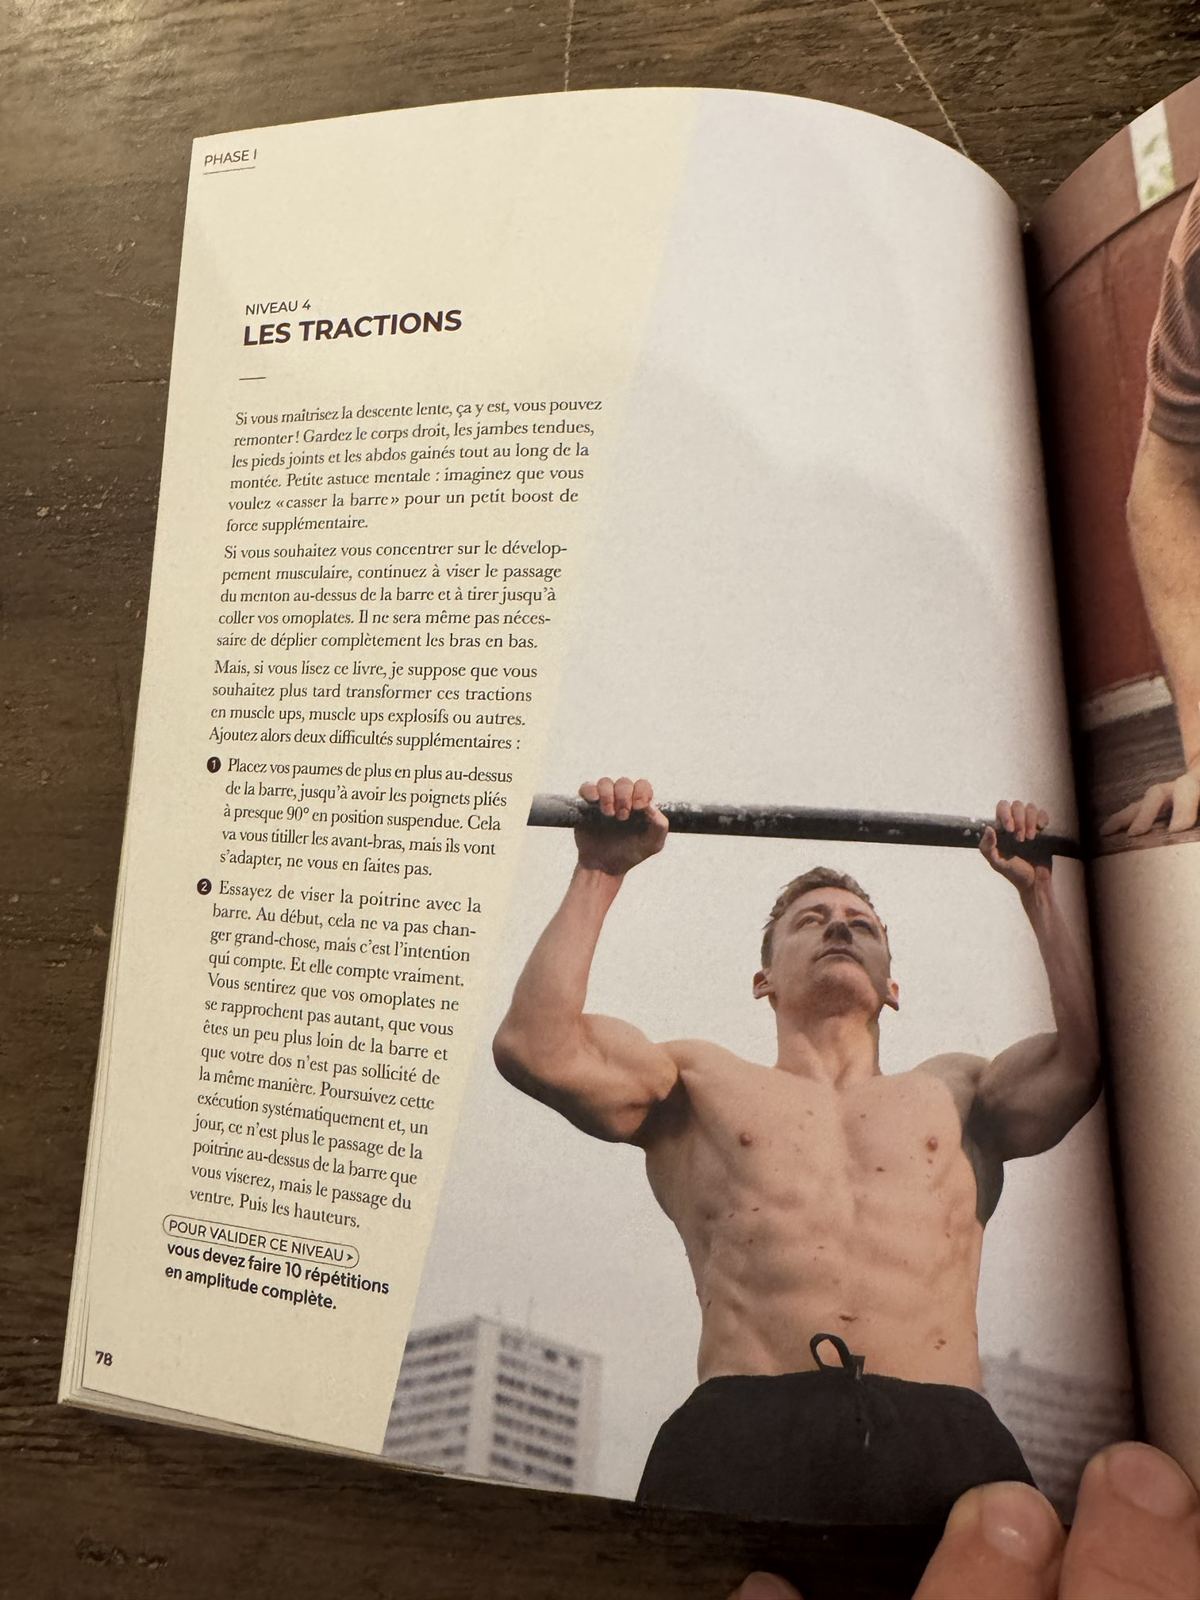 PHASE I
NIVEAU 4
LES TRACTIONS
Si vous maîtrisez la descente lente, ça y est, vous pouvez
remonter ! Gardez le corps droit, les jambes tendues,
les pieds joints et les abdos gainés tout au long de la
montée. Petite astuce mentale : imaginez que vous
voulez « casser la barre » pour un petit boost de
force supplémentaire.
Si vous souhaitez vous concentrer sur le dévelop-
pement musculaire, continuez à viser le passage
du menton au-dessus de la barre et à tirer jusqu'à
coller vos omoplates. Il ne sera même pas néces-
saire de déplier complètement les bras en bas.
Mais, si vous lisez ce livre, je suppose que vous
souhaitez plus tard transformer ces tractions
en muscle ups, muscle ups explosifs ou autres.
Ajoutez alors deux difficultés supplémentaires :
1 Placez vos paumes de plus en plus au-dessus
de la barre, jusqu'à avoir les poignets pliés
à presque 90° en position suspendue. Cela
va vous titiller les avant-bras, mais ils vont
s'adapter, ne vous en faites pas.
2 Essayez de viser la poitrine avec la
barre. Au début, cela ne va pas chan-
ger grand-chose, mais c'est l'intention
qui compte. Et elle compte vraiment.
Vous sentirez que vos omoplates ne
se rapprochent pas autant, que vous
êtes un peu plus loin de la barre et
que votre dos n'est pas sollicité de
la même manière. Poursuivez cette
exécution systématiquement et, un
jour, ce n'est plus le passage de la
poitrine au-dessus de la barre que
vous viserez, mais le passage du
ventre. Puis les hauteurs.
POUR VALIDER CE NIVEAU >
vous devez faire 10 répétitions
en amplitude complète.
78